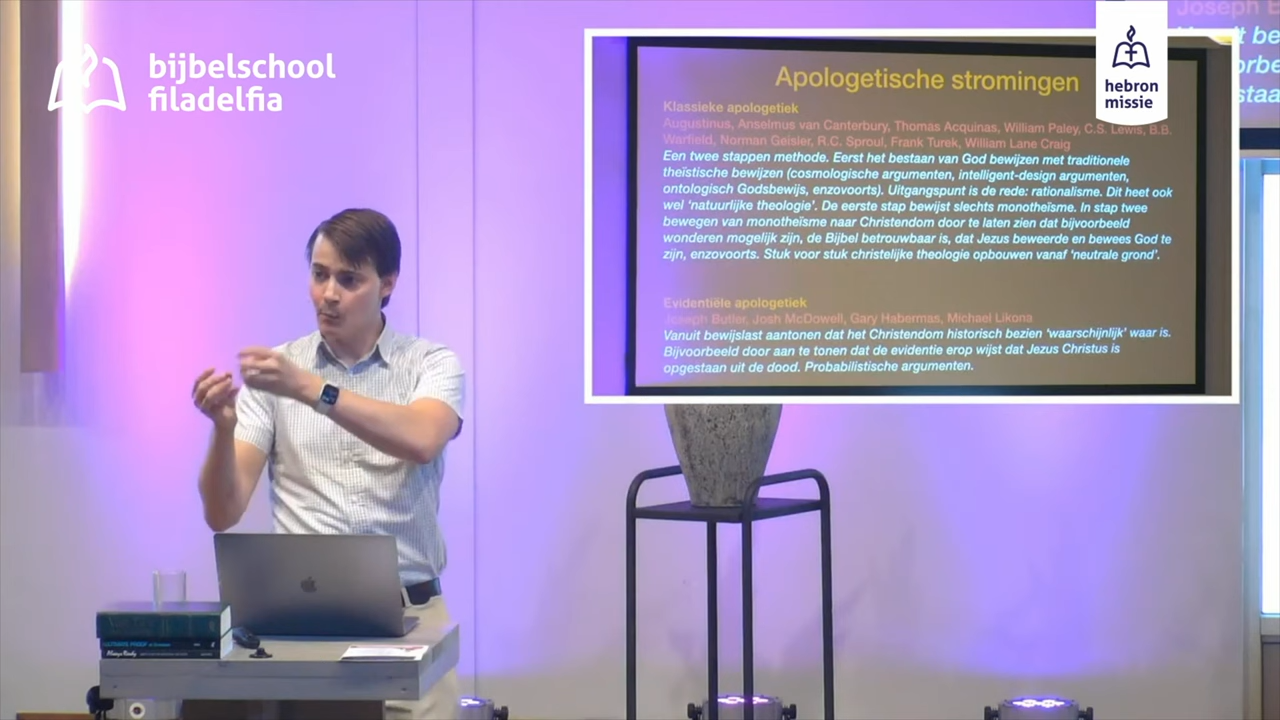 bijbelschool
filadelfia
hebron
missie
Apologetische stromingen
Klassieke apologetiek
Augustinus, Anselmus van Canterbury, Thomas Acquinas, William Paley, C.S. Lewis, B.B.
Warfield, Norman Geisler, R.C. Sproul, Frank Turek, William Lane Craig
Een twee stappen methode. Eerst het bestaan van God bewijzen met traditionele
theïstische bewijzen (cosmologische argumenten, intelligent-design argumenten,
ontologisch Godsbewijs, enzovoorts). Uitgangspunt is de rede: rationalisme. Dit heet ook
wel ‘natuurlijke theologie’. De eerste stap bewijst slechts monotheïsme. In stap twee
bewegen van monotheïsme naar Christendom door te laten zien dat bijvoorbeeld
wonderen mogelijk zijn, de Bijbel betrouwbaar is, dat Jezus beweerde en bewees God te
zijn, enzovoorts. Stuk voor stuk christelijke theologie opbouwen vanaf ‘neutrale grond’.
Evidentiële apologetiek
Joseph Butler, Josh McDowell, Gary Habermas, Michael Likona
Vanuit bewijslast aantonen dat het Christendom historisch bezien ‘waarschijnlijk’ waar is.
Bijvoorbeeld door aan te tonen dat de evidentie erop wijst dat Jezus Christus is
opgestaan uit de dood. Probabilistische argumenten.
Joseph
Always Ready